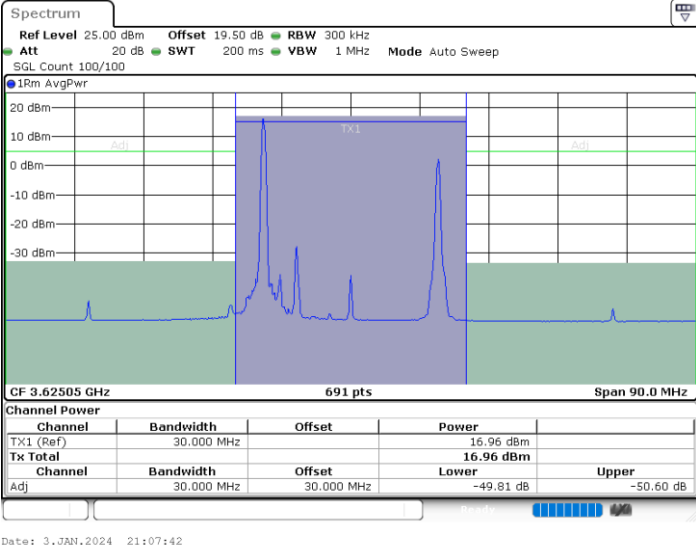 Spectrum
Ref Level 25.00 dBm Offset 19.50 dB RBW 300 kHz
Att 20 dB SWT 200 ms VBW 1 MHz Mode Auto Sweep
SGL Count 100/100
1Rm AvgPwr
20 dBm
TX1
10 dBm
Adj Adj
0 dBm
-10 dBm
-20 dBm
-30 dBm
CF 3.62505 GHz 691 pts Span 90.0 MHz
Channel Power
Channel Bandwidth Offset Power
TX1 (Ref) 30.000 MHz 16.96 dBm
Tx Total 16.96 dBm
Channel Bandwidth Offset Lower Upper
Adj 30.000 MHz 30.000 MHz -49.81 dB -50.60 dB
Ready
Date: 3.JAN.2024 21:07:42